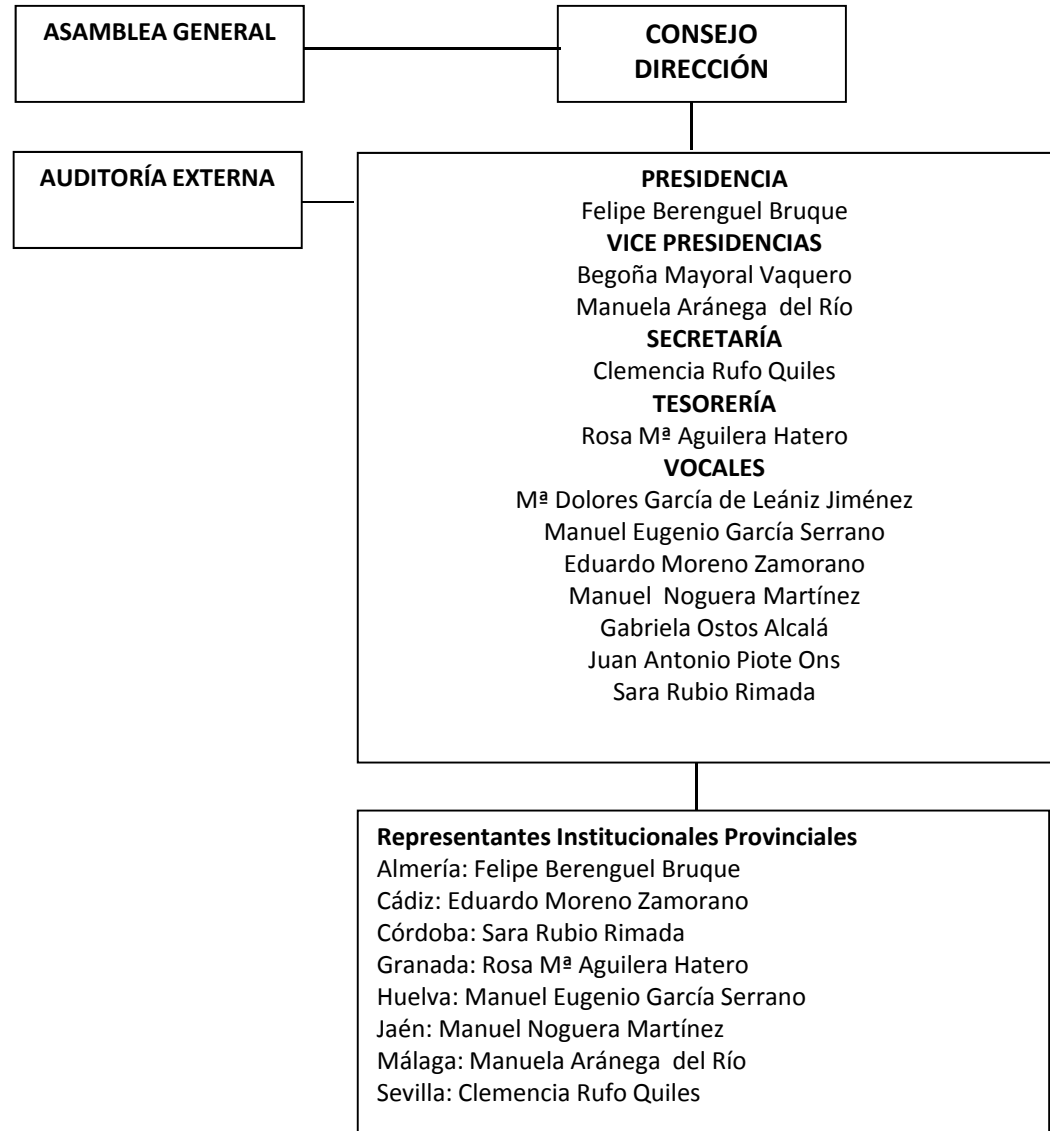 ASAMBLEA GENERAL
CONSEJO
DIRECCIÓN
AUDITORÍA EXTERNA
PRESIDENCIA
Felipe Berenguel Bruque
VICE PRESIDENCIAS
Begoña Mayoral Vaquero
Manuela Aránega  del Río
SECRETARÍA
Clemencia Rufo Quiles
TESORERÍA
Rosa Mª Aguilera Hatero
VOCALES
Mª Dolores García de Leániz Jiménez
Manuel Eugenio García Serrano
Eduardo Moreno Zamorano
Manuel  Noguera Martínez
Gabriela Ostos Alcalá
Juan Antonio Piote Ons
Sara Rubio Rimada
Representantes Institucionales Provinciales
Almería: Felipe Berenguel Bruque
Cádiz: Eduardo Moreno Zamorano
Córdoba: Sara Rubio Rimada
Granada: Rosa Mª Aguilera Hatero
Huelva: Manuel Eugenio García Serrano
Jaén: Manuel Noguera Martínez
Málaga: Manuela Aránega  del Río
Sevilla: Clemencia Rufo Quiles